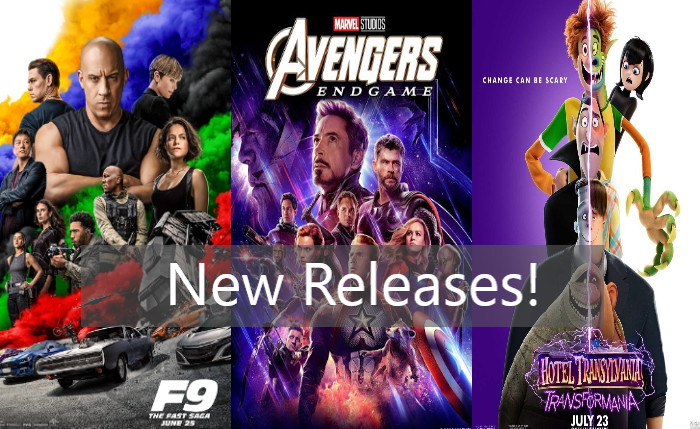 MARVEL STUDIOS
AVENGERS
ENDGAME
CHANGE CAN BE SCARY
New Releases!
F9
THE FAST SAGA
JUNE 25
HOTEL TRANSYLVANIA
TRANSFORMANIA
JULY 23